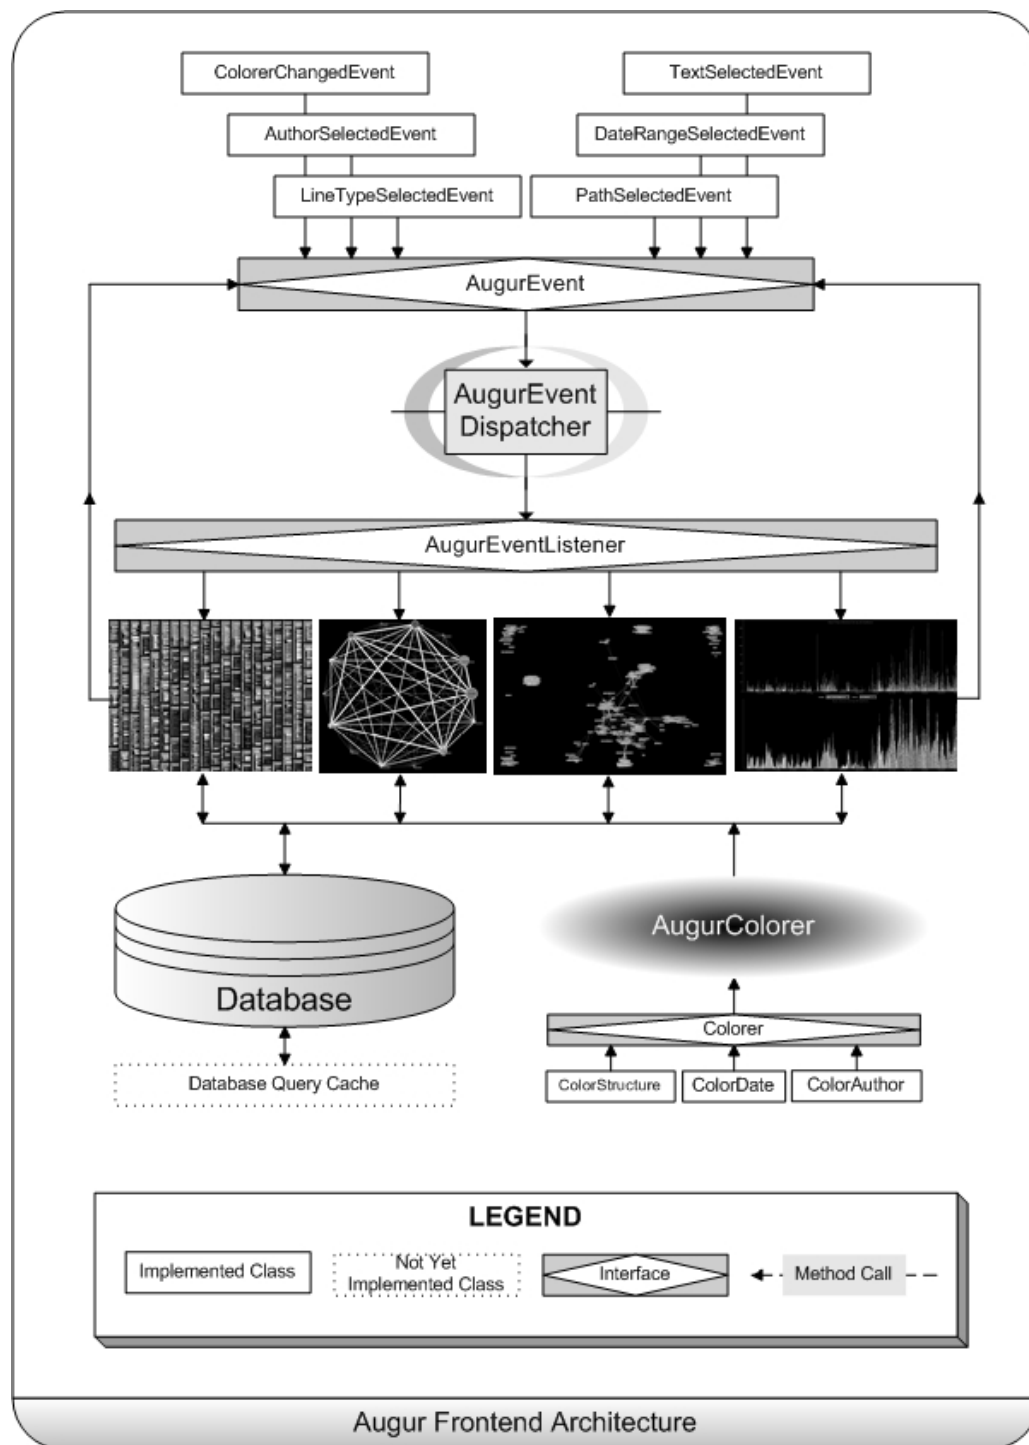 ColorerChangedEvent
TextSelectedEvent
AuthorSelectedEvent
DateRangeSelectedEvent
LineTypeSelectedEvent
PathSelectedEvent
AugurEvent
AugurEvent
Dispatcher
AugurEventListener
AugurColorer
Database
Colorer
Database Query Cache
ColorStructure
ColorDate
ColorAuthor
LEGEND
Implemented Class
Not Yet
Implemented Class
Interface
Method Call
Augur Frontend Architecture